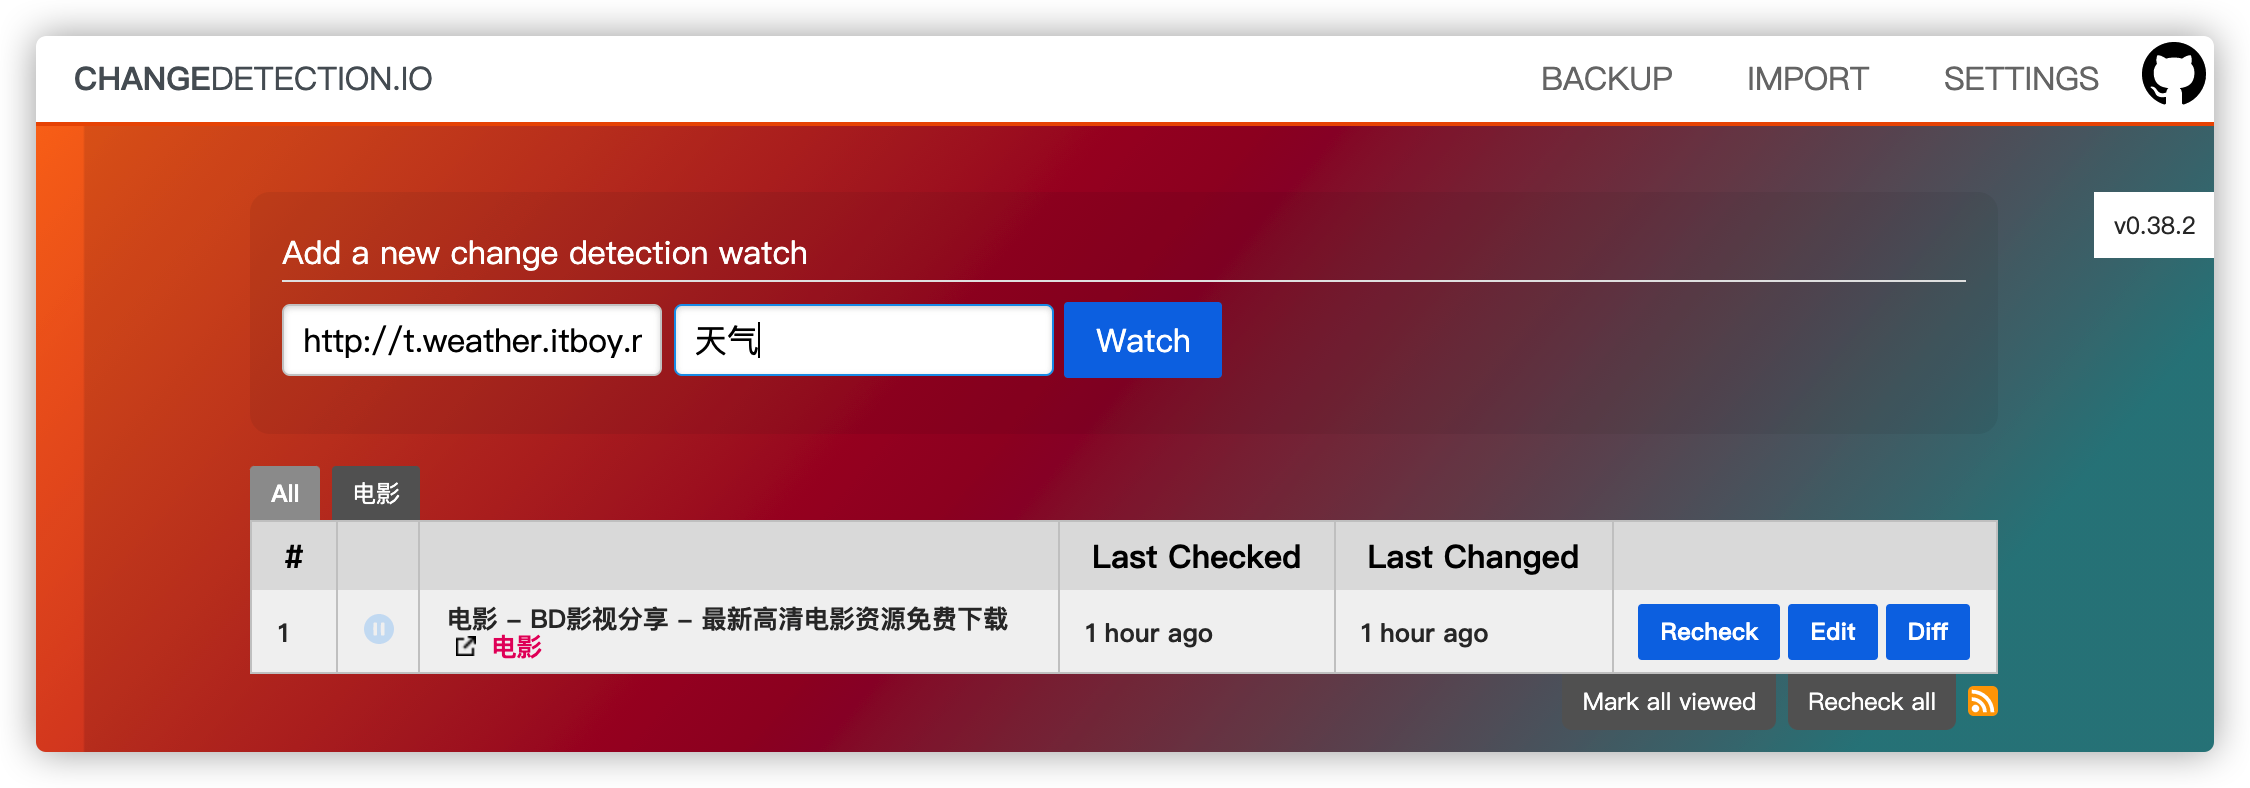 CHANGEDETECTION.IO BACKUP IMPORT SETTINGS
v0.38.2
Add a new change detection watch
http://t.weather.itboy.r 天气 Watch
All 电影
# Last Checked Last Changed
1 电影 – BD影视分享 – 最新高清电影资源免费下载 1 hour ago 1 hour ago Recheck Edit Diff
电影
Mark all viewed Recheck all